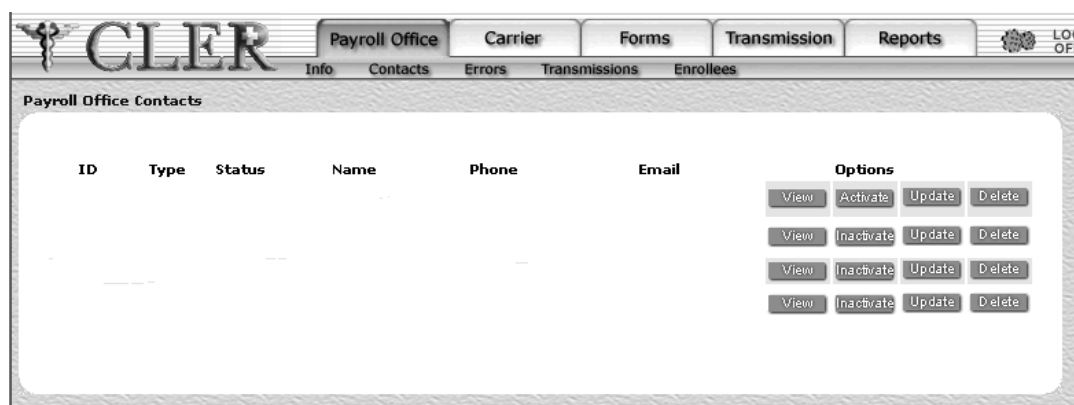 CLER Payroll Office Carrier Forms Transmission Reports
Info Contacts Errors Transmissions Enrollees
Payroll Office Contacts
ID Type Status Name Phone Email Options
View Activate Update Delete
View Inactivate Update Delete
View Inactivate Update Delete
View Inactivate Update Delete